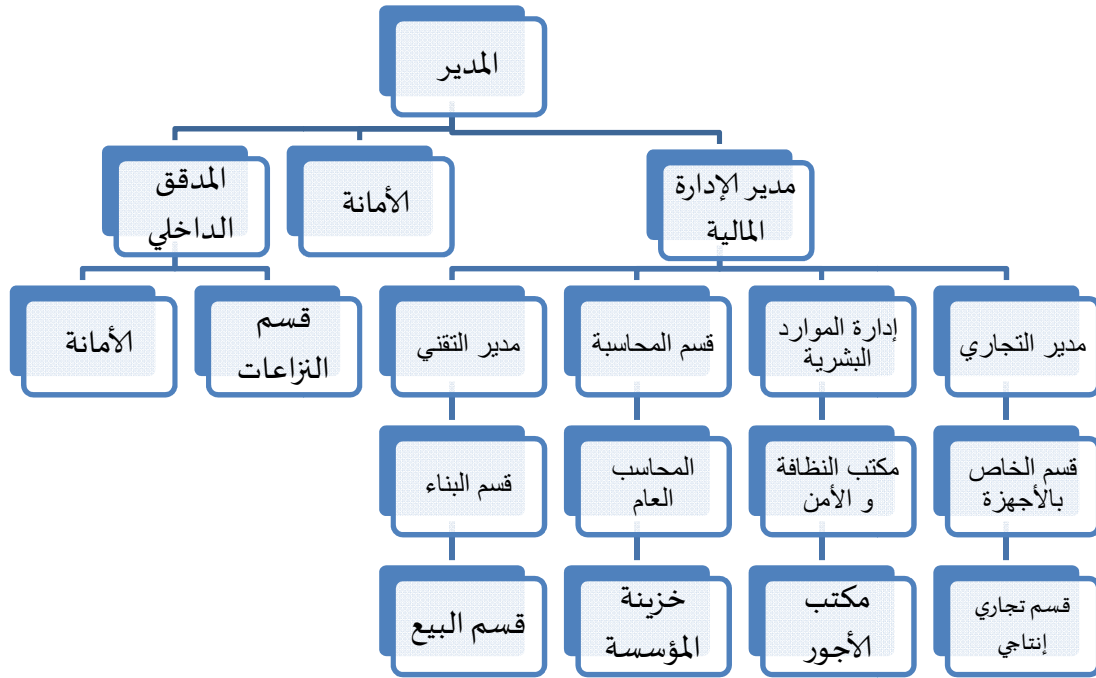 المدير
مدير الإدارة
المالية
الأمانة
المدقق
الداخلي
مدير التجاري
إدارة الموارد
البشرية
قسم المحاسبة
مدير التقني
قسم
النزاعات
الأمانة
قسم الخاص
بالأجهزة
مكتب النظافة
و الأمن
المحاسب
العام
قسم البناء
قسم تجاري
إنتاجي
مكتب
الأجور
خزينة
المؤسسة
قسم البيع